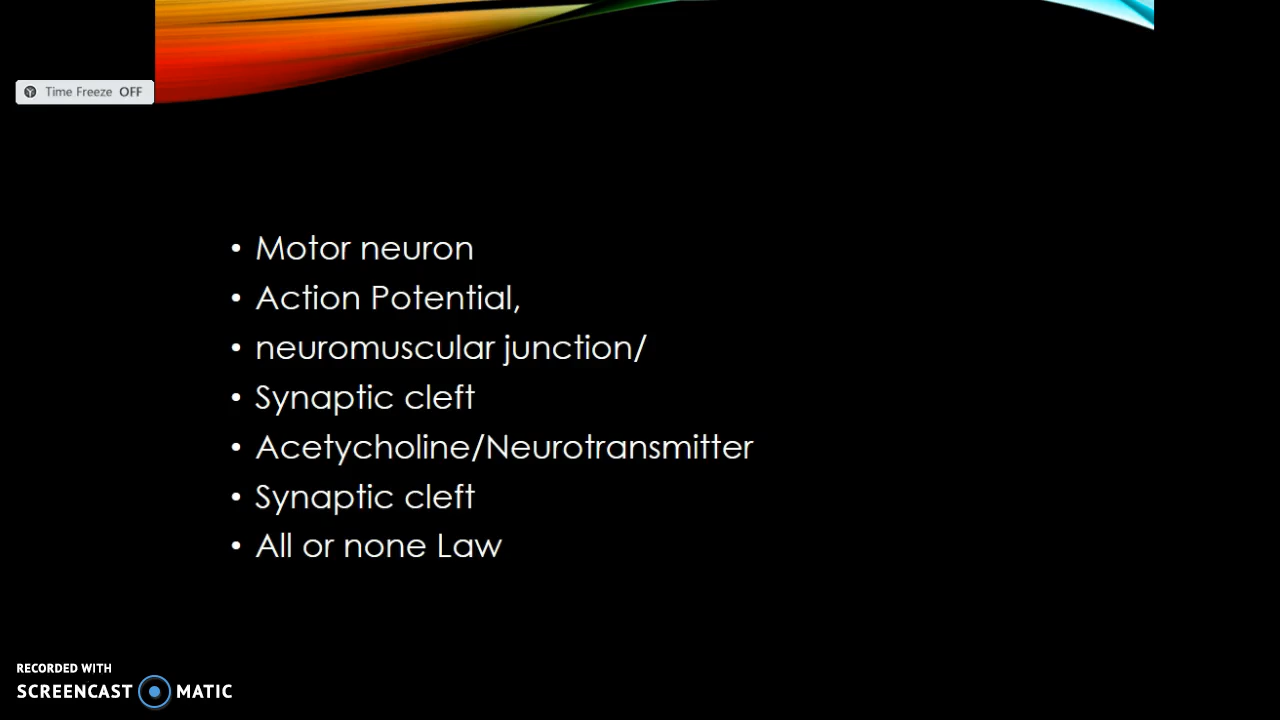 Time Freeze OFF
• Motor neuron
• Action Potential,
• neuromuscular junction/
• Synaptic cleft
• Acetycholine/Neurotransmitter
• Synaptic cleft
• All or none Law
RECORDED WITH
SCREENCAST MATIC